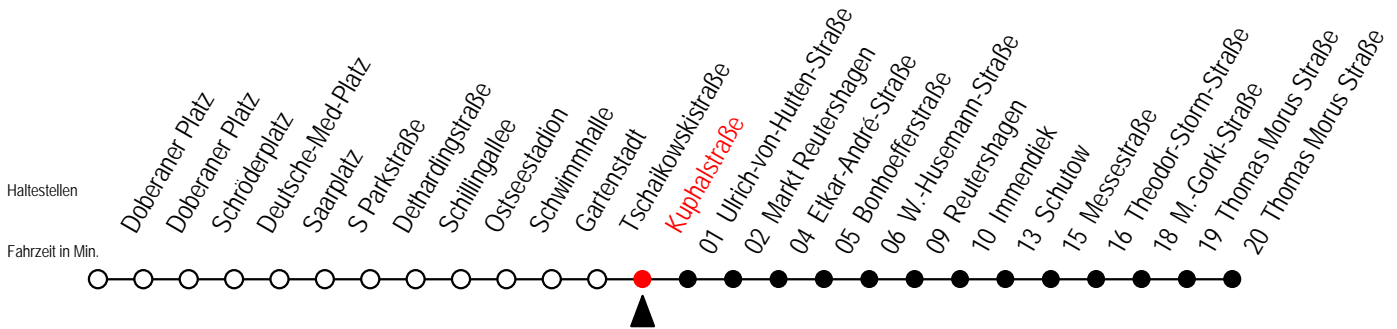 Haltestellen
Fahrzeit in Min.
Doberaner Platz
Doberaner Platz
Schröderplatz
Deutsche-Med-Platz
Saarplatz
S Parkstraße
Dethardingstraße
Schillingallee
Ostseestadion
Schwimmhalle
Gartenstadt
Tschaikowskistraße
Kuphalstraße
01 Ulrich-von-Hutten-Straße
02 Markt Reutershagen
04 Etkar-André-Straße
05 Bonhoefferstraße
06 W.-Husemann-Straße
09 Reutershagen
10 Immendiek
13 Schutow
15 Messestraße
16 Theodor-Storm-Straße
18 M.-Gorki-Straße
19 Thomas Morus Straße
20 Thomas Morus Straße